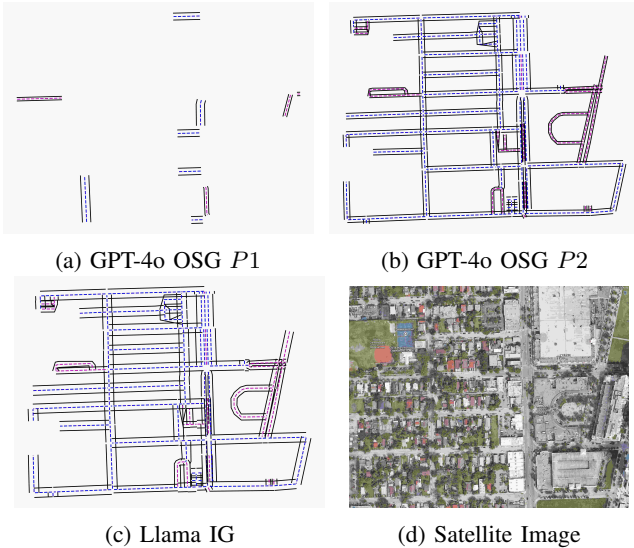 (a) GPT-4o OSG P1
(b) GPT-4o OSG P2
(c) Llama IG
(d) Satellite Image